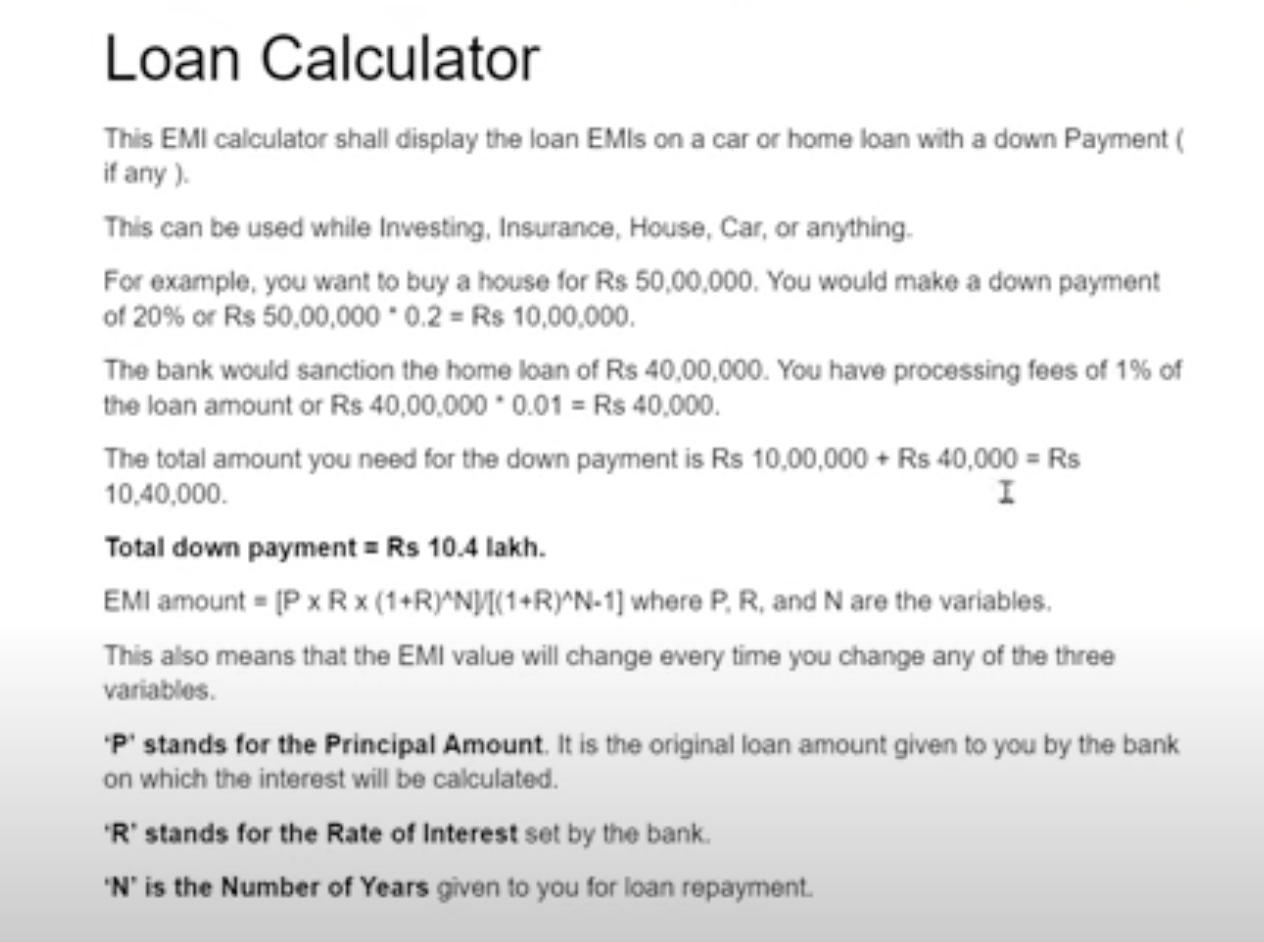 Loan Calculator
This EMI calculator shall display the loan EMIs on a car or home loan with a down Payment (
if any ).
This can be used while Investing, Insurance, House, Car, or anything.
For example, you want to buy a house for Rs 50,00,000. You would make a down payment
of 20% or Rs 50,00,000 * 0.2 = Rs 10,00,000.
The bank would sanction the home loan of Rs 40,00,000. You have processing fees of 1% of
the loan amount or Rs 40,00,000 * 0.01 = Rs 40,000.
The total amount you need for the down payment is Rs 10,00,000 + Rs 40,000 = Rs
10,40,000.
Total down payment = Rs 10.4 lakh.
EMI amount = [P x R x (1+R)^N]/[(1+R)^N-1] where P, R, and N are the variables.
This also means that the EMI value will change every time you change any of the three
variables.
‘P’ stands for the Principal Amount. It is the original loan amount given to you by the bank
on which the interest will be calculated.
‘R’ stands for the Rate of Interest set by the bank.
‘N’ is the Number of Years given to you for loan repayment.